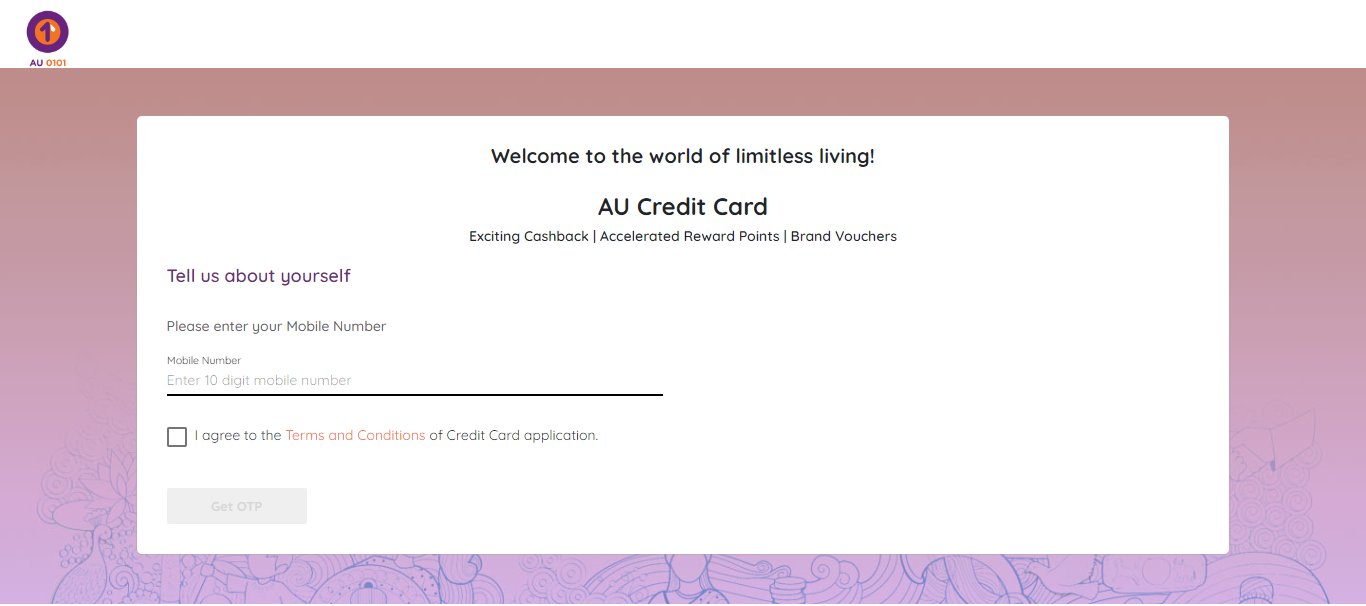 AU 0101
Welcome to the world of limitless living!
AU Credit Card
Exciting Cashback | Accelerated Reward Points | Brand Vouchers
Tell us about yourself
Please enter your Mobile Number
Mobile Number
Enter 10 digit mobile number
I agree to the Terms and Conditions of Credit Card application.
Get OTP